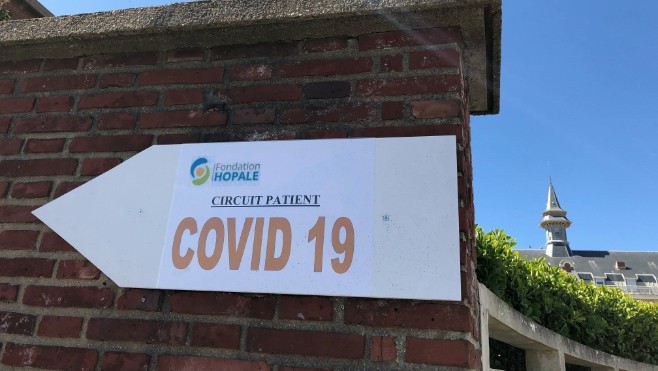 Fondation
HOPALE
CIRCUIT PATIENT
COVID 19